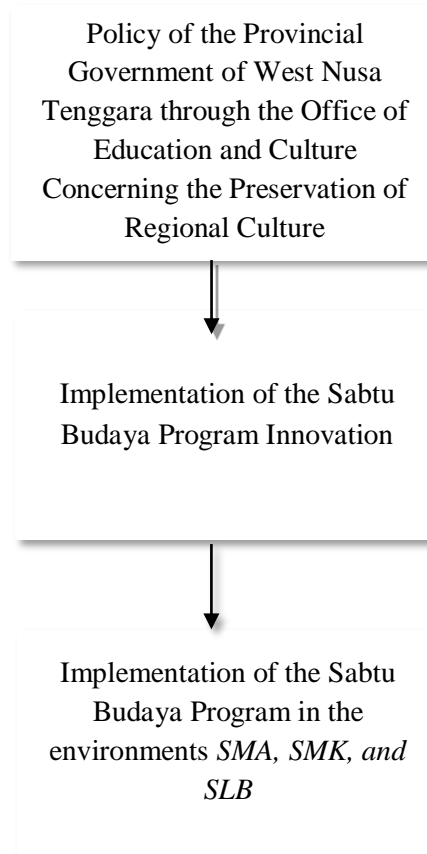 Policy of the Provincial
Government of West Nusa
Tenggara through the Office of
Education and Culture
Concerning the Preservation of
Regional Culture
Implementation of the Sabtu
Budaya Program Innovation
Implementation of the Sabtu
Budaya Program in the
environments SMA, SMK, and
SLB